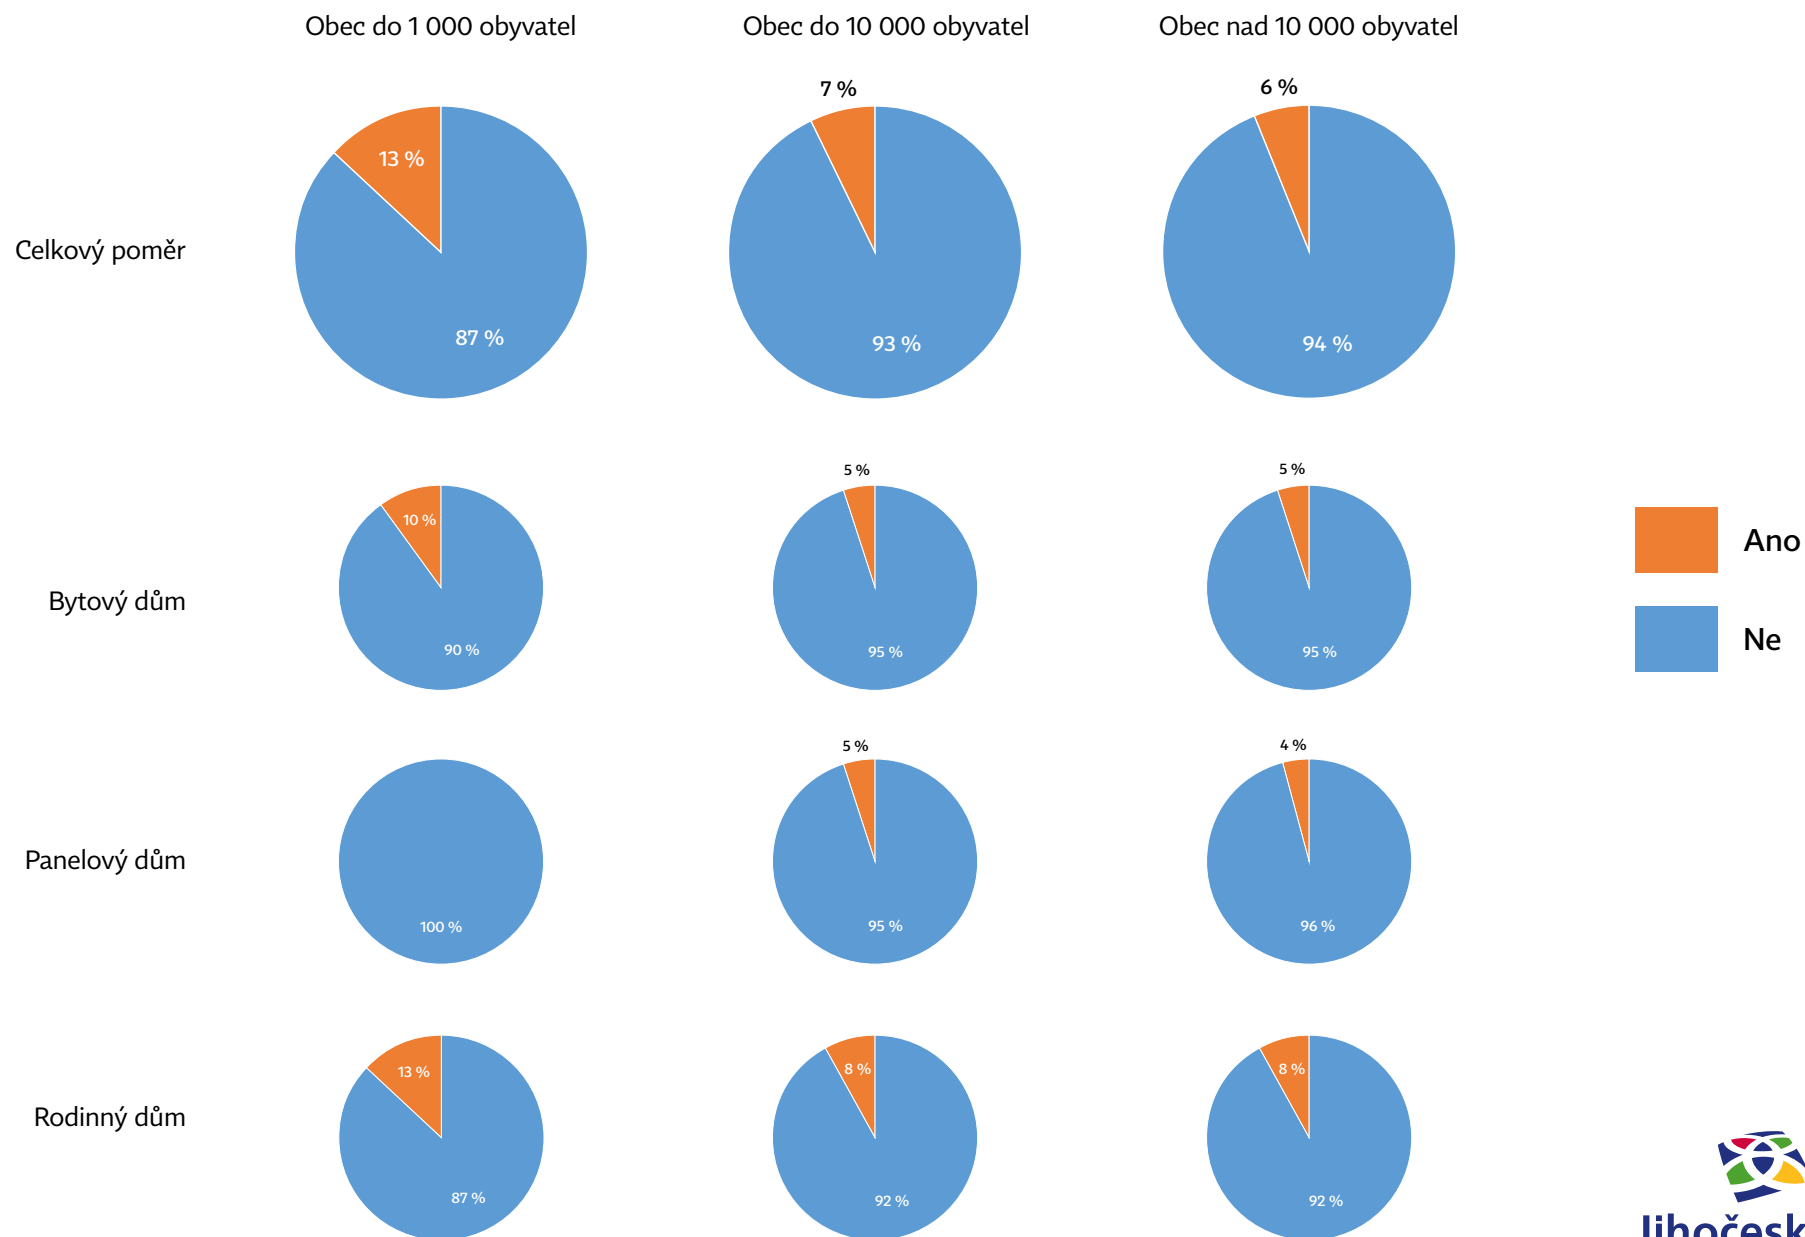 Obec do 1 000 obyvatel
Obec do 10 000 obyvatel
Obec nad 10 000 obyvatel
Celkový poměr
13 %
87 %
7 %
93 %
6 %
94 %
Bytový dům
10 %
90 %
5 %
95 %
5 %
95 %
Ano
Ne
Panelový dům
100 %
5 %
95 %
4 %
96 %
Rodinný dům
13 %
87 %
8 %
92 %
8 %
92 %
Jihočesk